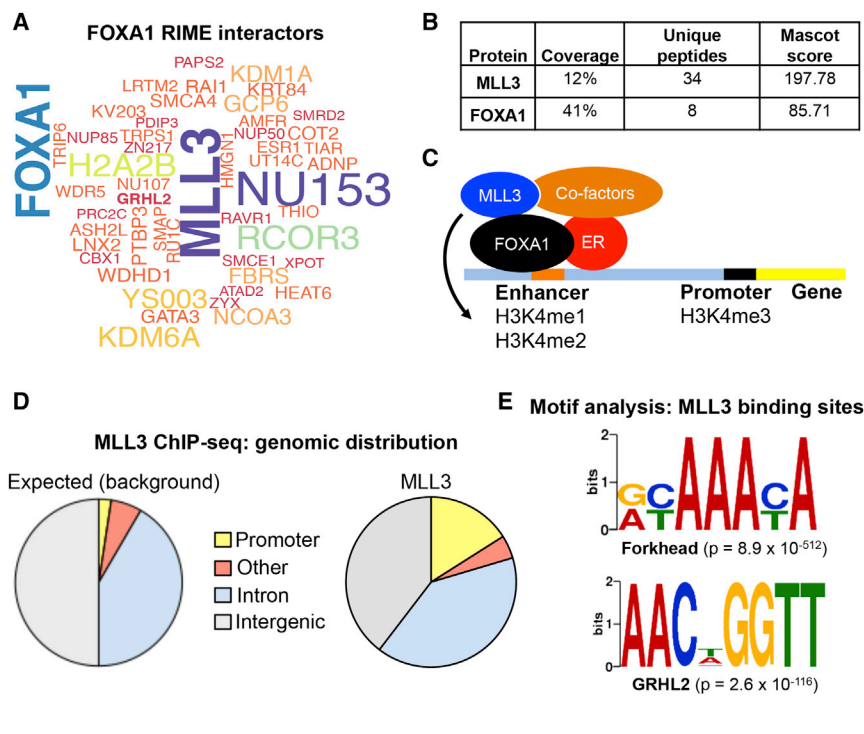 A
FOXA1 RIME interactors
PAPS2
KDM1A
LRTM2 RAI1
KRT84
SMCA4
GCP6
KV203
SMRD2
PDIP3
AMFR
TRIP6
NUP85
TRPS1
NUP50
COT2
ZN217
ESR1
TIAR
FOXA1
H2A2B
MLL3
HMGN1
UT14C
ADNP
WDR5
NU107
NU153
GRHL2
PRC2C
RAVR1
THIO
ASH2L
PTBP3
SMAP
RU1C
RCOR3
LNX2
CBX1
SMCE1
XPOT
WDHD1
FBRS
YS003
ATAD2
HEAT6
ZYX
GATA3
NCOA3
KDM6A
B
Protein Coverage Unique peptides Mascot score
MLL3 12% 34 197.78
FOXA1 41% 8 85.71
C
MLL3 Co-factors
FOXA1 ER
Enhancer Promoter Gene
H3K4me1 H3K4me3
H3K4me2
D
MLL3 ChIP-seq: genomic distribution
Expected (background)
MLL3
Promoter
Other
Intron
Intergenic
E
Motif analysis: MLL3 binding sites
2
1
0
bits
GCAAACA
AT T
Forkhead (p = 8.9 x 10-512)
2
1
0
bits
AACTGGTT
A
GRHL2 (p = 2.6 x 10-116)